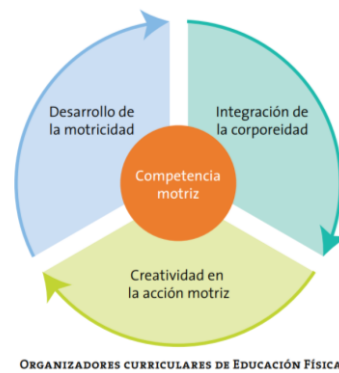 Desarrollo de
la motricidad
Integración de
la corporeidad
Competencia
motriz
Creatividad en
la acción motriz
ORGANIZADORES CURRICULARES DE EDUCACIÓN FÍSICA